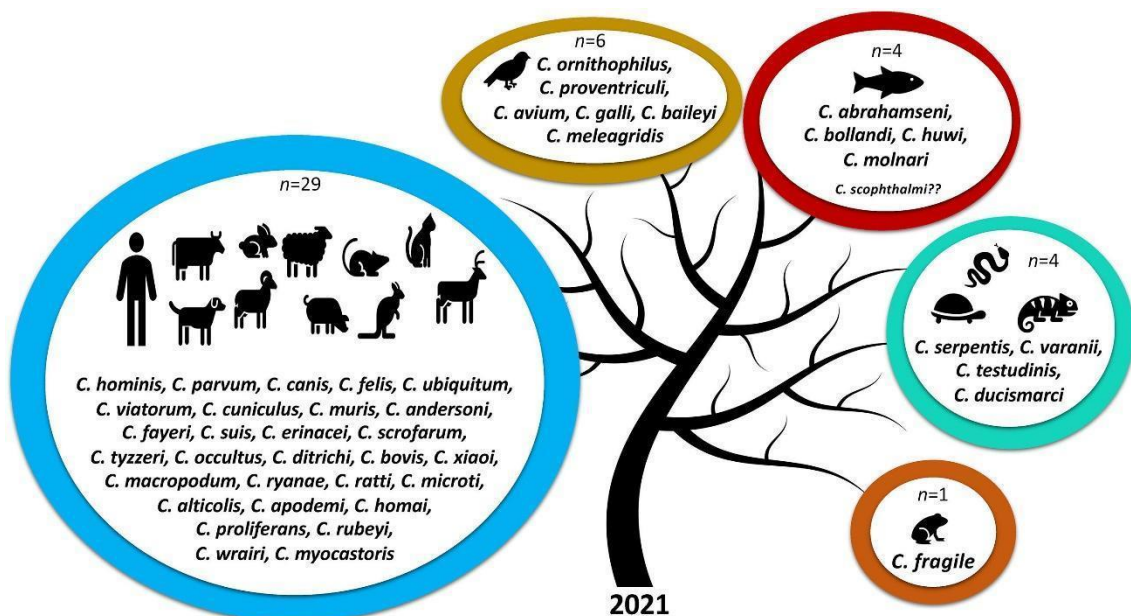 n=6
C. ornithophilus,
C. proventriculi,
C. avium, C. galli, C. baileyi
C. meleagridis
n=4
C. abrahamseni,
C. bollandi, C. huwi,
C. molnari
C. scophthalmi??
n=29
C. hominis, C. parvum, C. canis, C. felis, C. ubiquitum,
C. viatorum, C. cuniculus, C. muris, C. andersoni,
C. fayeri, C. suis, C. erinacei, C. scrofarum,
C. tyzzeri, C. occultus, C. ditrichi, C. bovis, C. xiaoi,
C. macropodum, C. ryanae, C. ratti, C. microti,
C. alticolis, C. apodemi, C. homai,
C. proliferans, C. rubeyi,
C. wrairi, C. myocastoris
n=4
C. serpentis, C. varanii,
C. testudinis,
C. ducismarci
n=1
C. fragile
2021